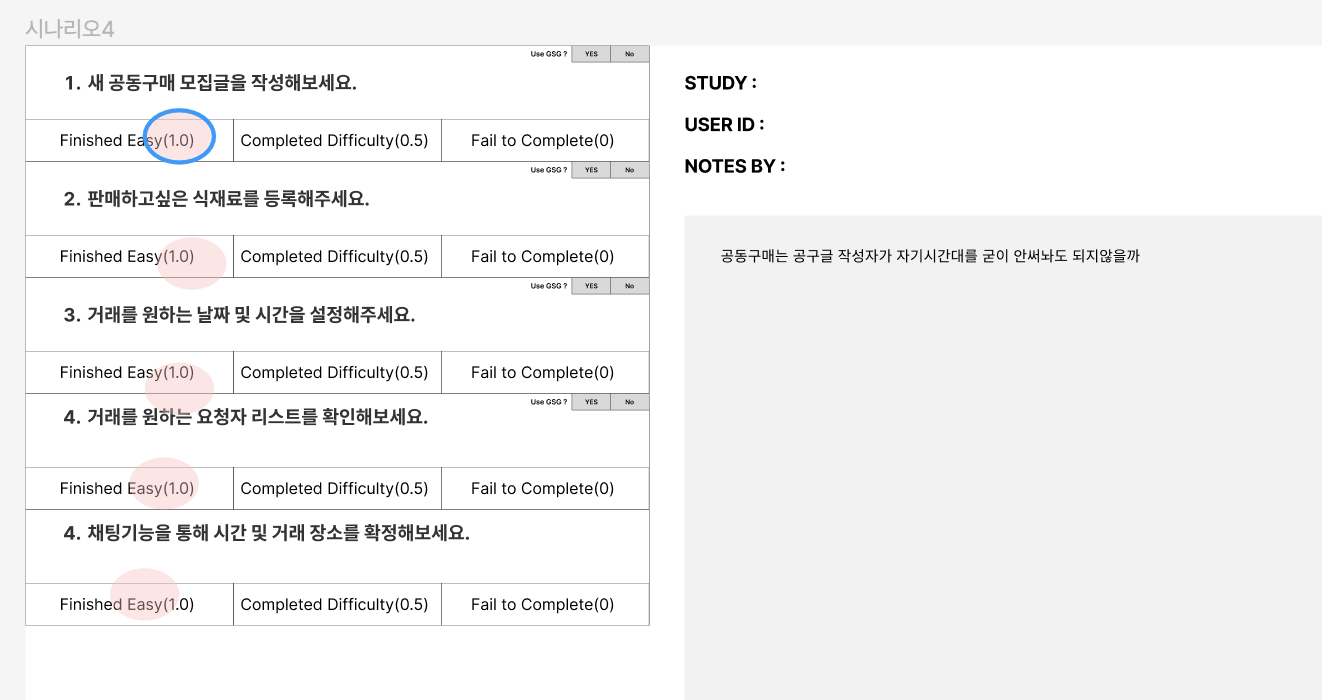 시나리오4
Use GSG ? YES No
1. 새 공동구매 모집글을 작성해보세요.
Finished Easy(1.0) Completed Difficulty(0.5) Fail to Complete(0)
Use GSG ? YES No
2. 판매하고싶은 식재료를 등록해주세요.
Finished Easy(1.0) Completed Difficulty(0.5) Fail to Complete(0)
Use GSG ? YES No
3. 거래를 원하는 날짜 및 시간을 설정해주세요.
Finished Easy(1.0) Completed Difficulty(0.5) Fail to Complete(0)
Use GSG ? YES No
4. 거래를 원하는 요청자 리스트를 확인해보세요.
Finished Easy(1.0) Completed Difficulty(0.5) Fail to Complete(0)
4. 채팅기능을 통해 시간 및 거래 장소를 확정해보세요.
Finished Easy(1.0) Completed Difficulty(0.5) Fail to Complete(0)
STUDY :
USER ID :
NOTES BY :
공동구매는 공구글 작성자가 자기시간대를 굳이 안써놔도 되지않을까